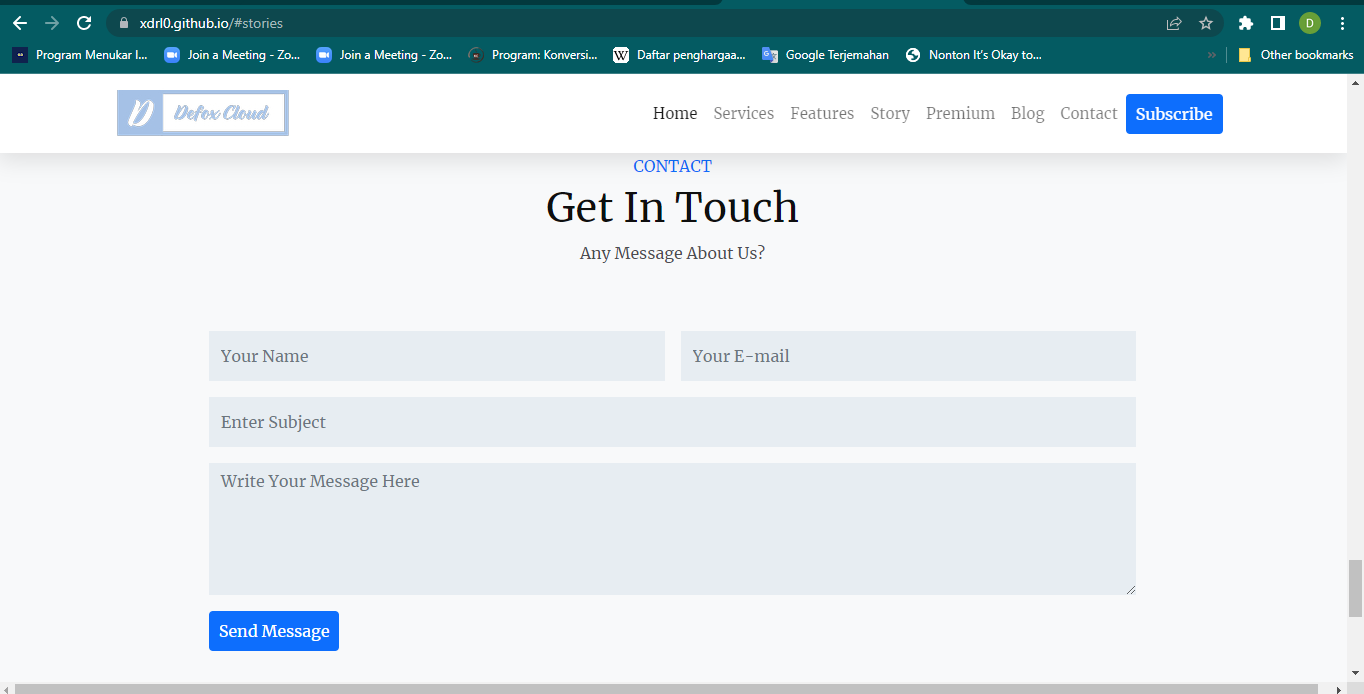 xdrl0.github.io/#stories
D
Program Menukar I...
Join a Meeting - Zo...
Join a Meeting - Zo...
Program: Konversi...
W
Daftar penghargaa...
Google Terjemahan
Nonton It's Okay to...
»
Other bookmarks
D
Defox Cloud
Home
Services
Features
Story
Premium
Blog
Contact
Subscribe
CONTACT
Get In Touch
Any Message About Us?
Your Name
Your E-mail
Enter Subject
Write Your Message Here
Send Message